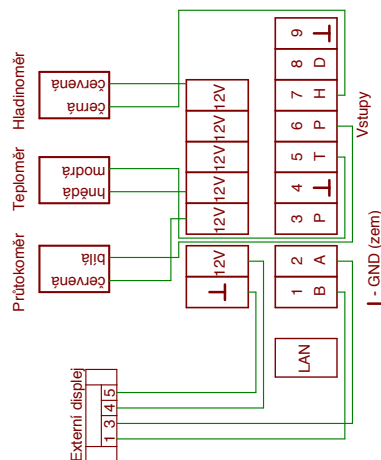 Hladinoměr
červená
černá
Teploměr
modrá
hnědá
Průtokoměr
bílá
červená
Externí displej
1 3 4 5
12V
12V
12V
12V
12V
12V
9
8 D
7 H
6 P
5 T
4
3 P
2 A
1 B
Vstupy
LAN
- GND (zem)